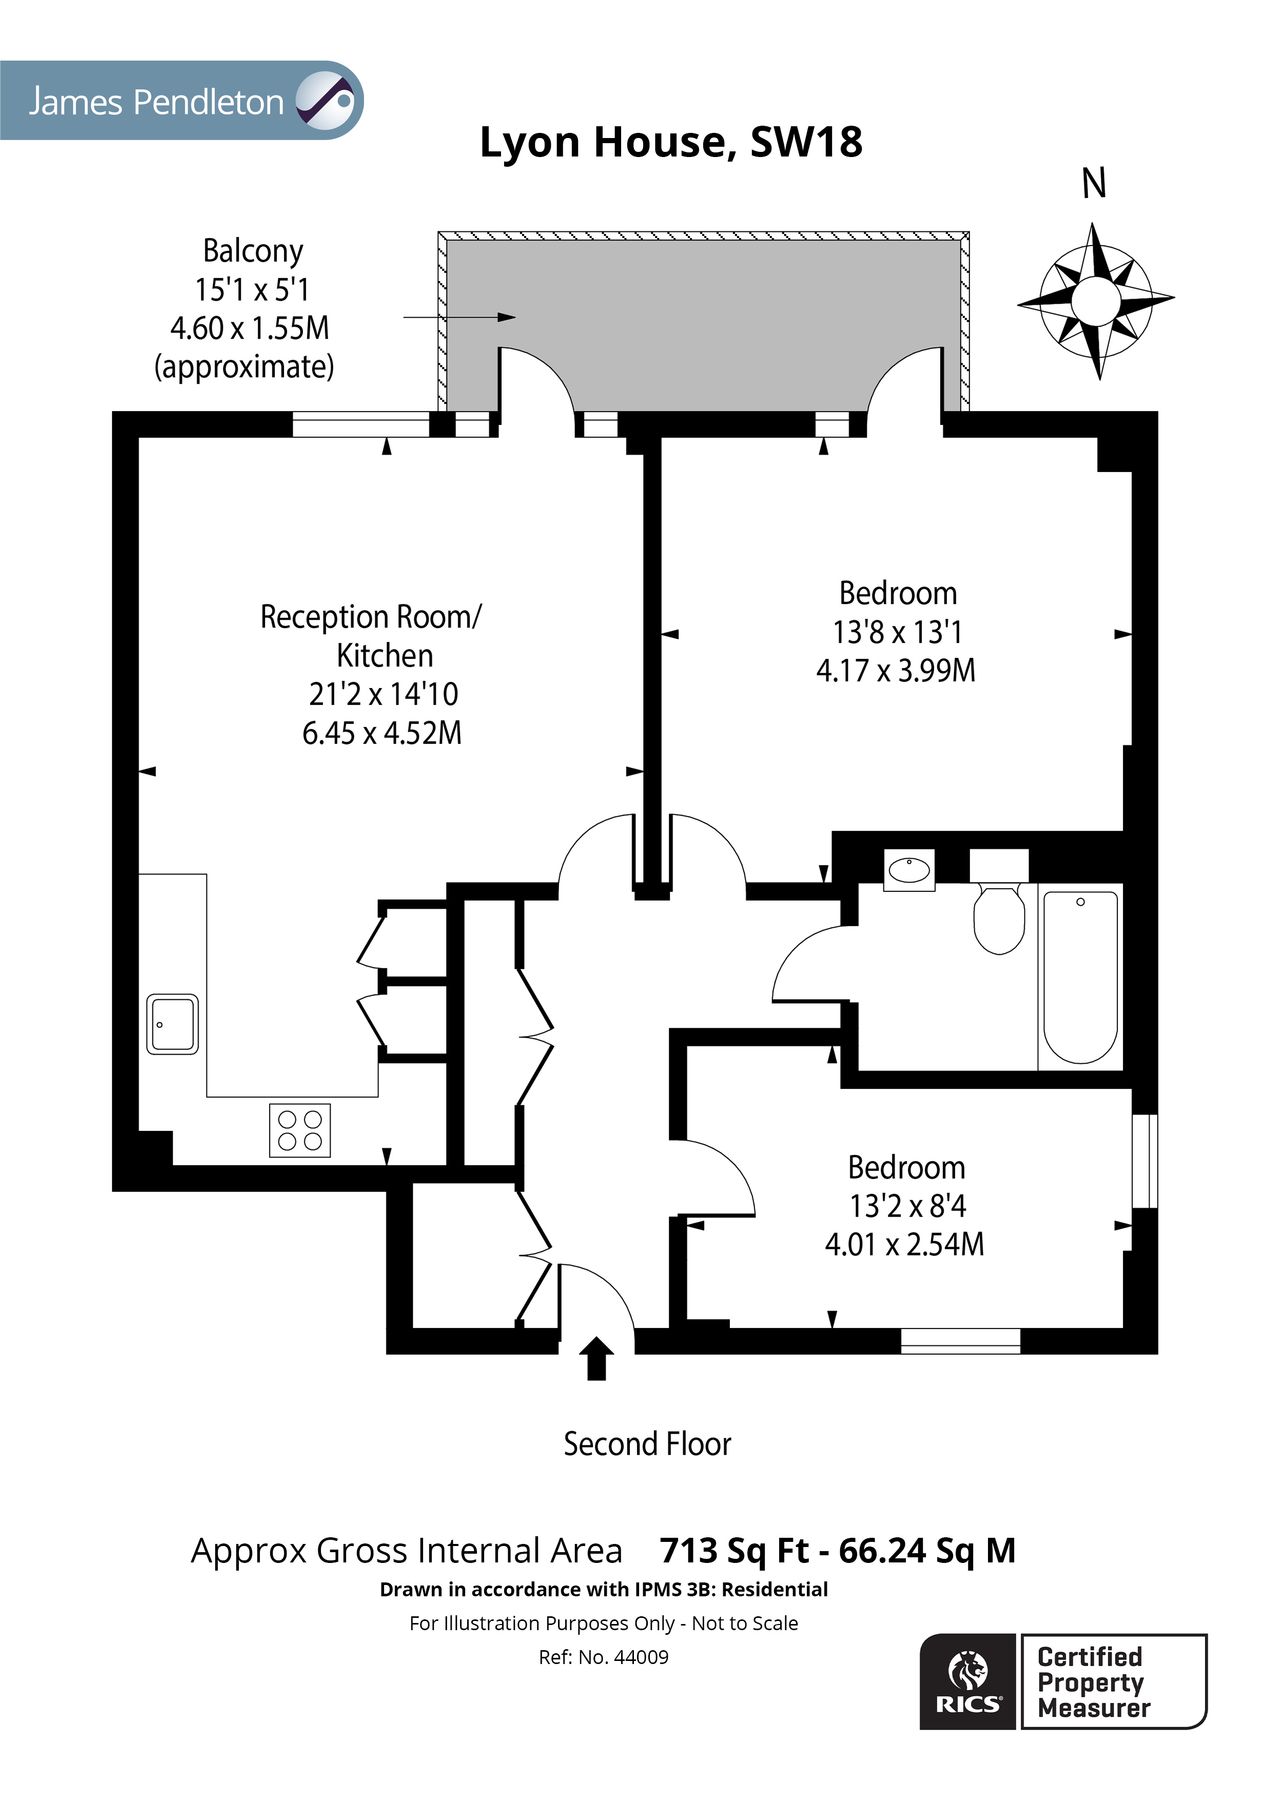 James Pendleton
Lyon House, SW18
N
Balcony
15'1 x 5'1
4.60 x 1.55M
(approximate)
Reception Room/
Kitchen
21'2 x 14'10
6.45 x 4.52M
Bedroom
13'8 x 13'1
4.17 x 3.99M
Bedroom
13'2 x 8'4
4.01 x 2.54M
Second Floor
Approx Gross Internal Area 713 Sq Ft - 66.24 Sq M
Drawn in accordance with IPMS 3B: Residential
For Illustration Purposes Only - Not to Scale
Ref: No. 44009
RICS
Certified
Property
Measurer